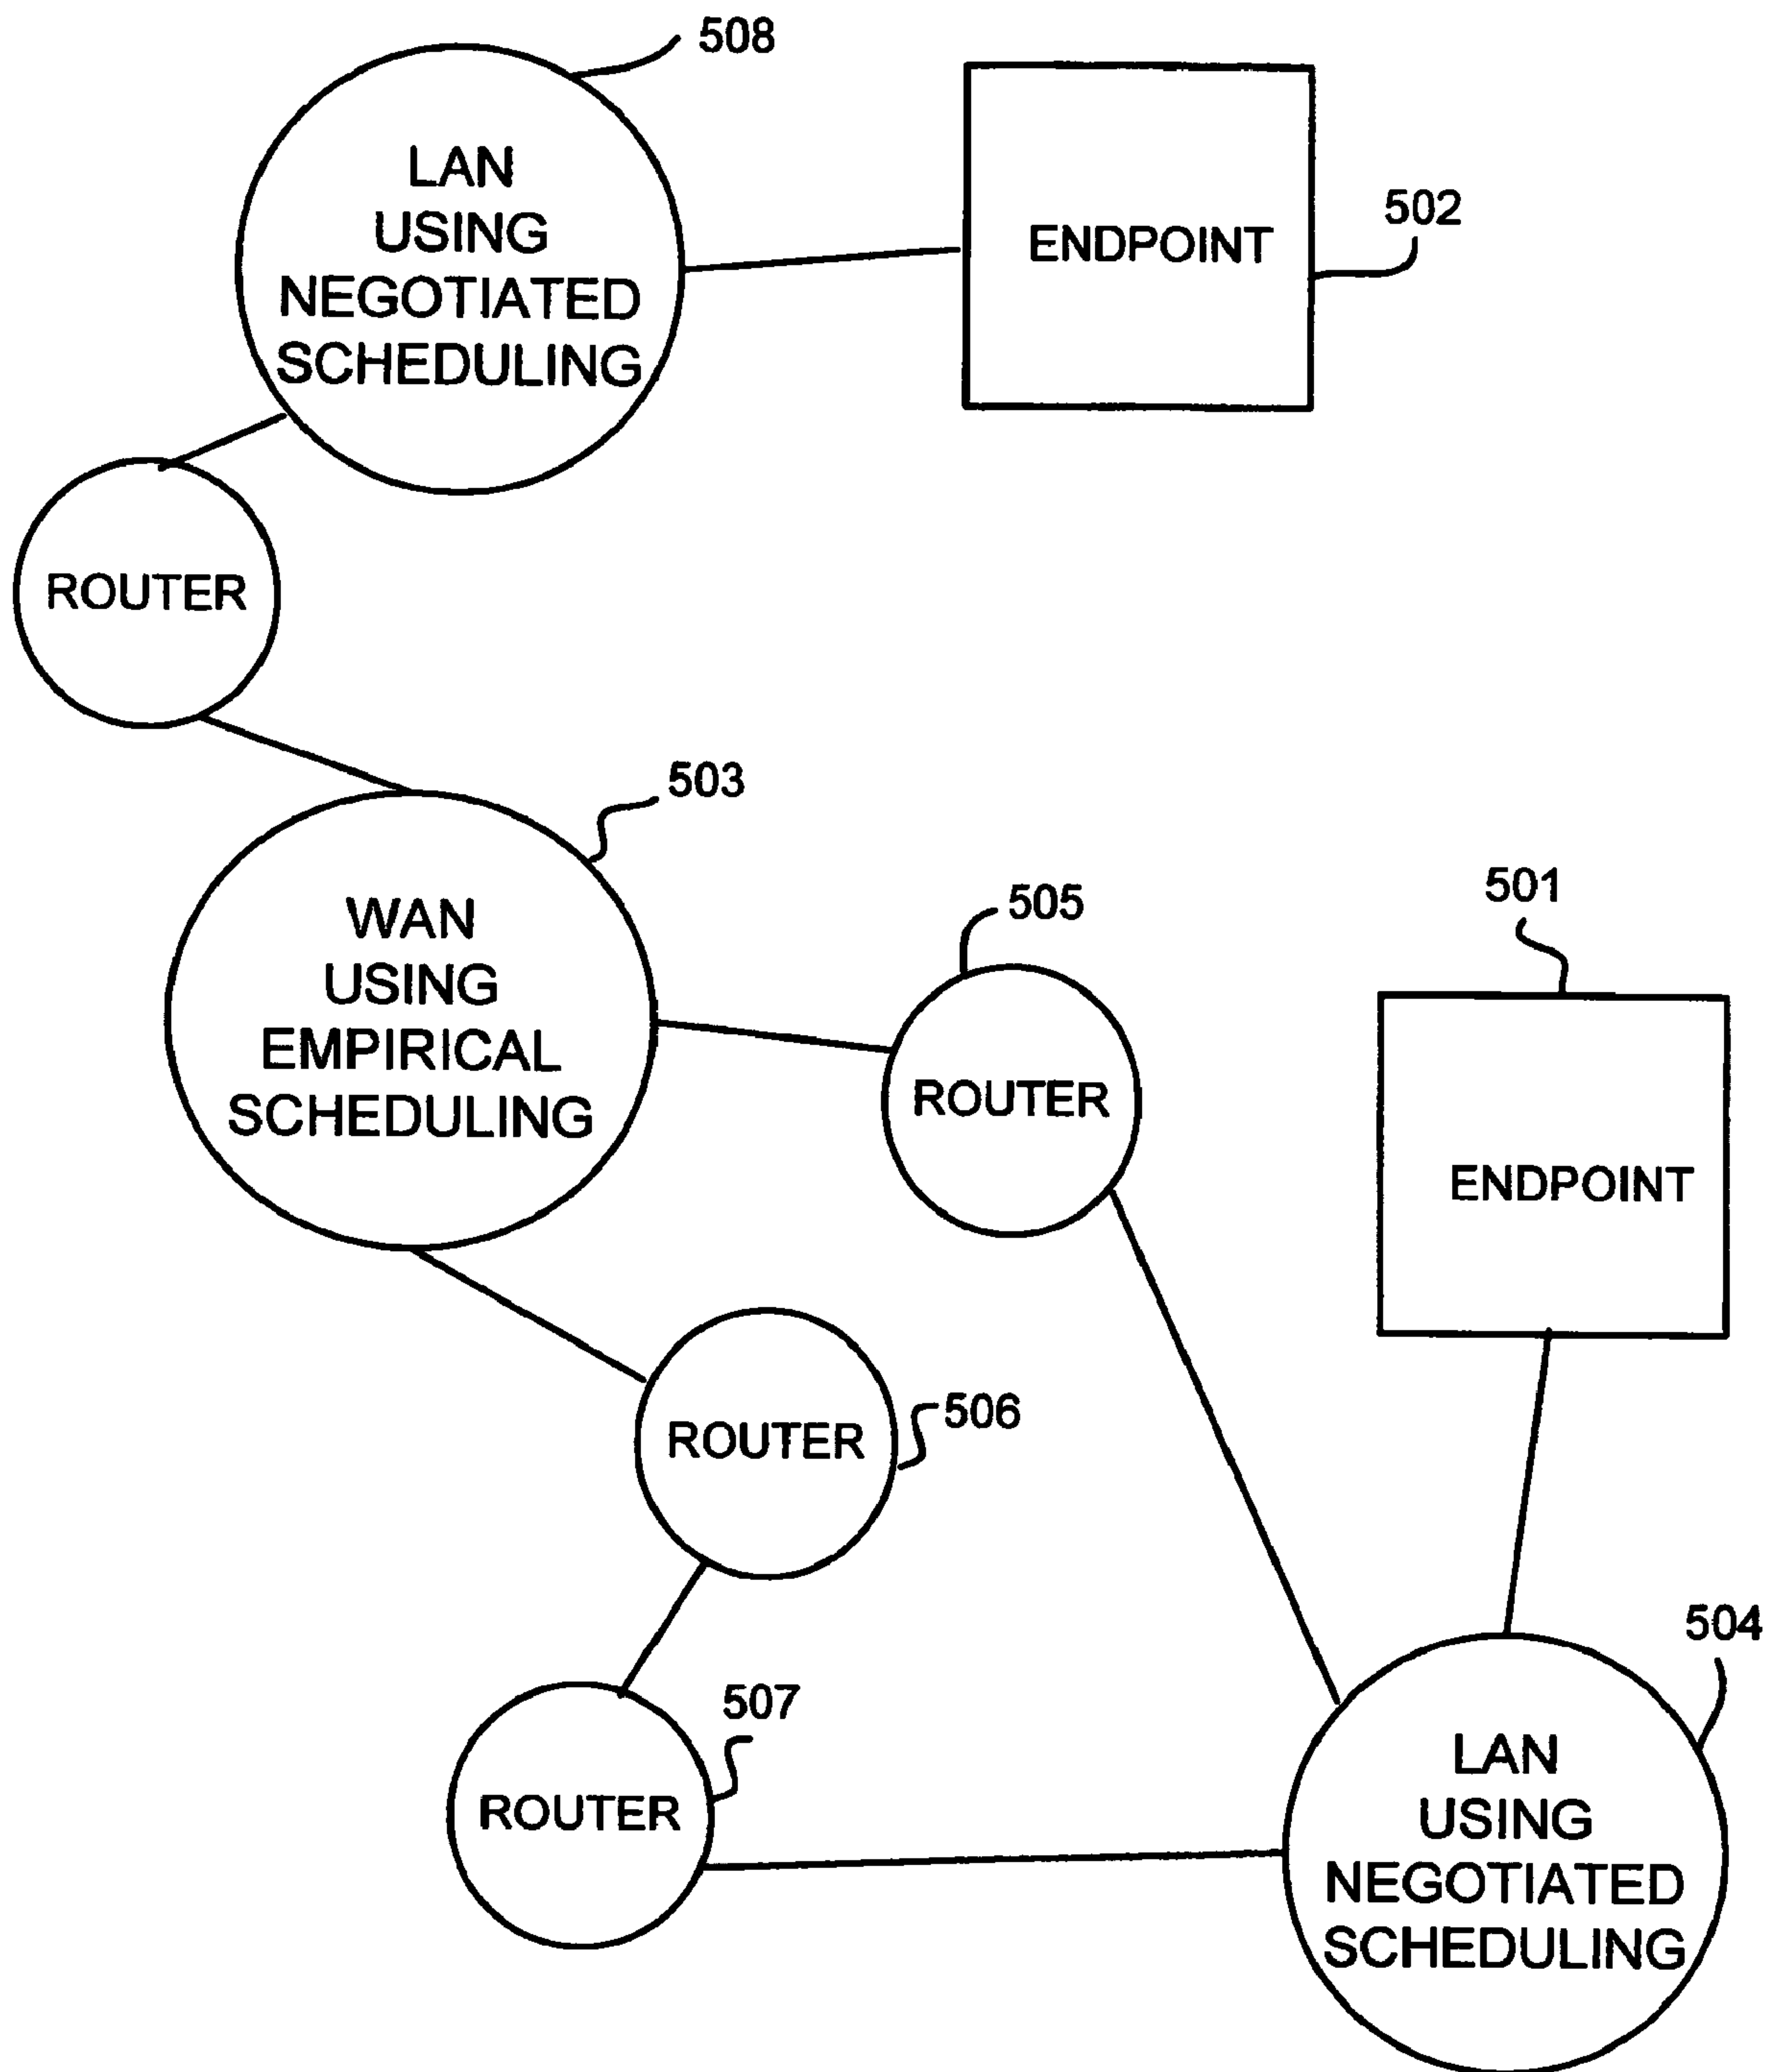 508
LAN
USING
NEGOTIATED
SCHEDULING
ENDPOINT
502
ROUTER
503
WAN
USING
EMPIRICAL
SCHEDULING
505
ROUTER
501
ENDPOINT
ROUTER
506
507
ROUTER
504
LAN
USING
NEGOTIATED
SCHEDULING